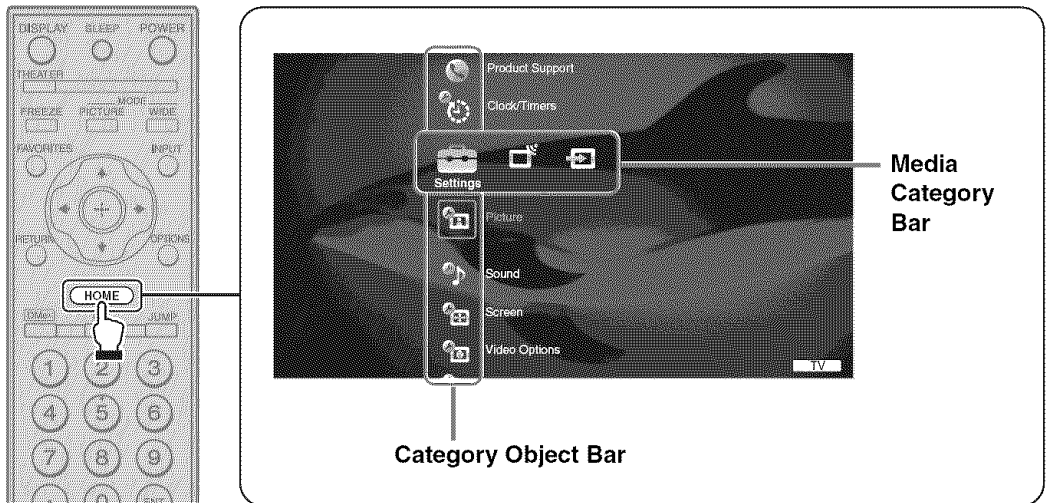 DISPLAY SLEEP POWER
THEATER
MODE
FREEZE PICTURE WIDE
FAVORITES INPUT
RETURN OPTIONS
HOME
JUMP
1 2 3
4 5 6
7 8 9
0 ENT
Product Support
Clock/Timers
Settings
Picture
Sound
Screen
Video Options
TV
Media
Category
Bar
Category Object Bar